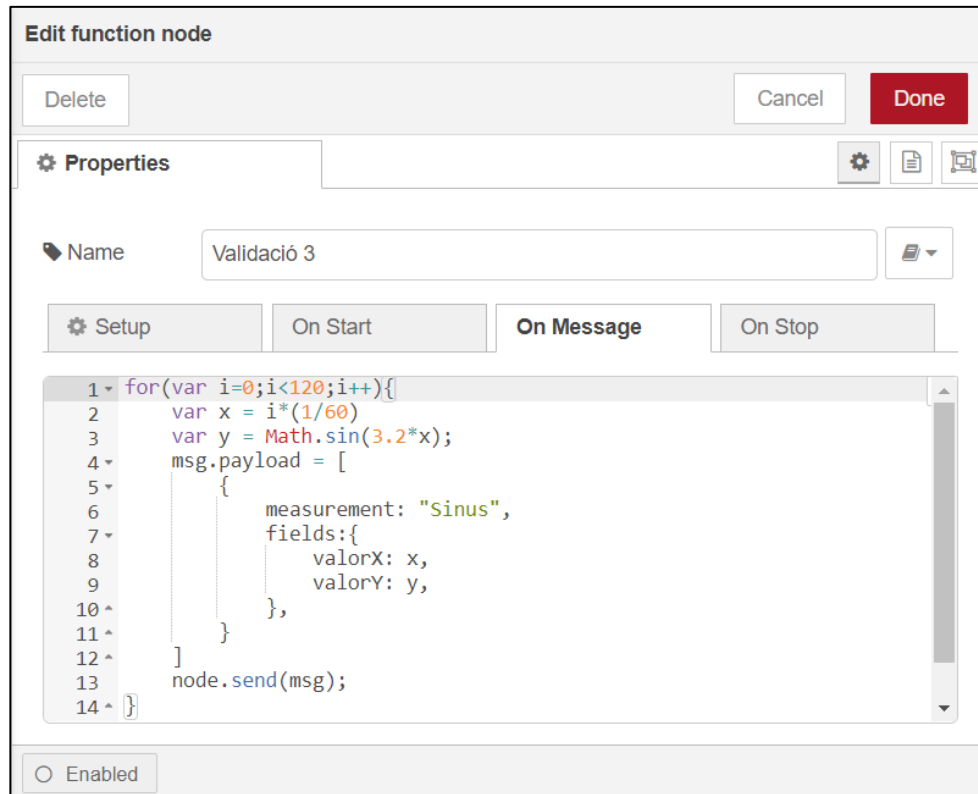 Edit function node
Delete Cancel Done
Properties
Name Validació 3
Setup On Start On Message On Stop
1 for(var i=0;i<120;i++){
2 var x = i*(1/60)
3 var y = Math.sin(3.2*x);
4 msg.payload = [
5 {
6 measurement: "Sinus",
7 fields:{
8 valorX: x,
9 valorY: y,
10 },
11 }
12 ]
13 node.send(msg);
14 }
Enabled